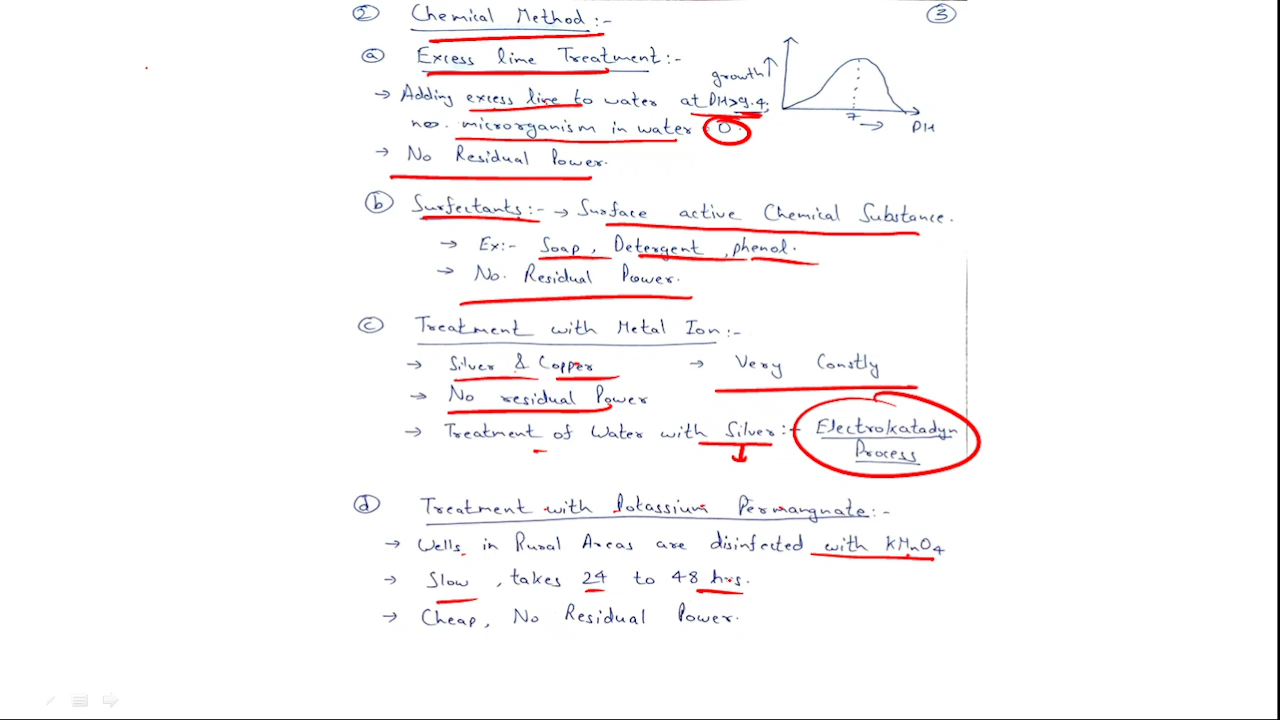 ② Chemical Method :- ③
ⓐ Excess lime Treatment :-
growth ↑
→ Adding excess lime to water at PH>9.4,
no. microrganism in water 0.
7 → PH
→ No Residual Power.
ⓑ Surfectants :- → Surface active Chemical Substance.
→ Ex:- Soap, Detergent, phenol.
→ No. Residual Power.
ⓒ Treatment with Metal Ion :-
→ Silver & Copper → Very Constly
→ No residual Power
→ Treatment of Water with Silver :- Electrokatadyn
Process
ⓓ Treatment with Potassium Permangnate :-
→ Wells in Rural Areas are disinfected with KMnO4
→ Slow, takes 24 to 48 hrs.
→ Cheap, No Residual Power.